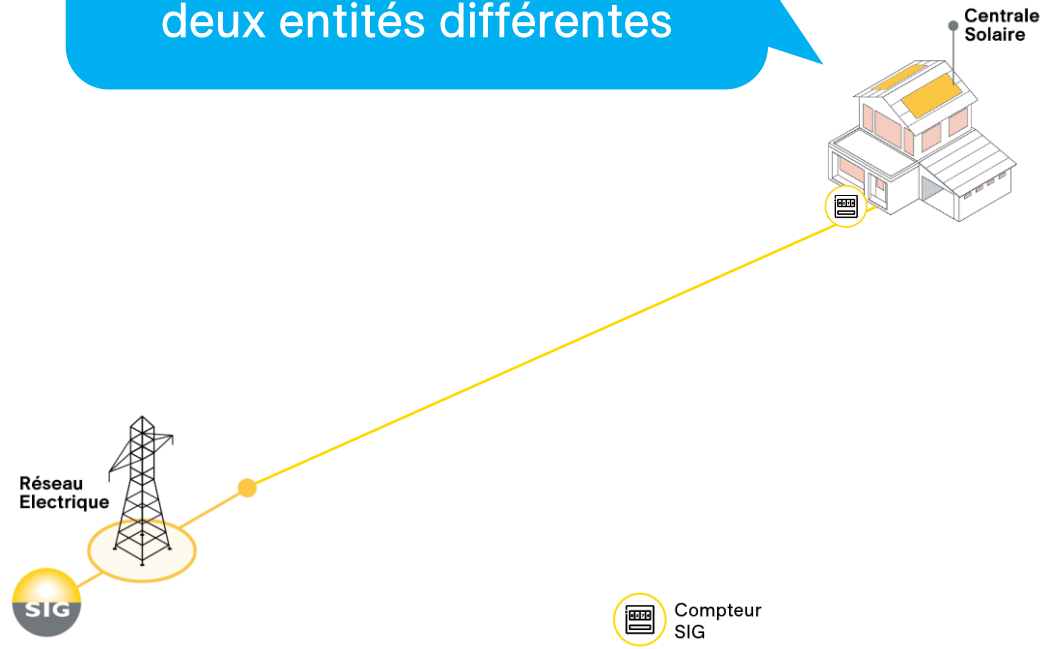 deux entités différentes
Centrale
Solaire
Réseau
Electrique
SIG
Compteur
SIG